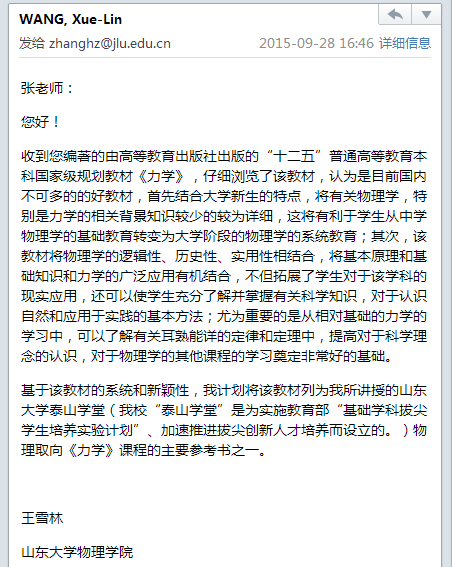 WANG, Xue-Lin
发给 zhanghz@jlu.edu.cn 2015-09-28 16:46 详细信息
张老师：
您好！
收到您编著的由高等教育出版社出版的“十二五”普通高等教育本
科国家级规划教材《力学》，仔细浏览了该教材，认为是目前国内
不可多的的好教材，首先结合大学新生的特点，将有关物理学，特
别是力学的相关背景知识较少的较为详细，这将有利于学生从中学
物理学的基础教育转变为大学阶段的物理学的系统教育；其次，该
教材将物理学的逻辑性、历史性、实用性相结合，将基本原理和基
础知识和力学的广泛应用有机结合，不但拓展了学生对于该学科的
现实应用，还可以使学生充分了解并掌握有关科学知识，对于认识
自然和应用于实践的基本方法；尤为重要的是从相对基础的力学的
学习中，可以了解有关耳熟能详的定律和定理中，提高对于科学理
念的认识，对于物理学的其他课程的学习奠定非常好的基础。
基于该教材的系统和新颖性，我计划将该教材列为我所讲授的山东
大学泰山学堂（我校“泰山学堂”是为实施教育部“基础学科拔尖
学生培养实验计划”、加速推进拔尖创新人才培养而设立的。）物
理取向《力学》课程的主要参考书之一。
王雪林
山东大学物理学院